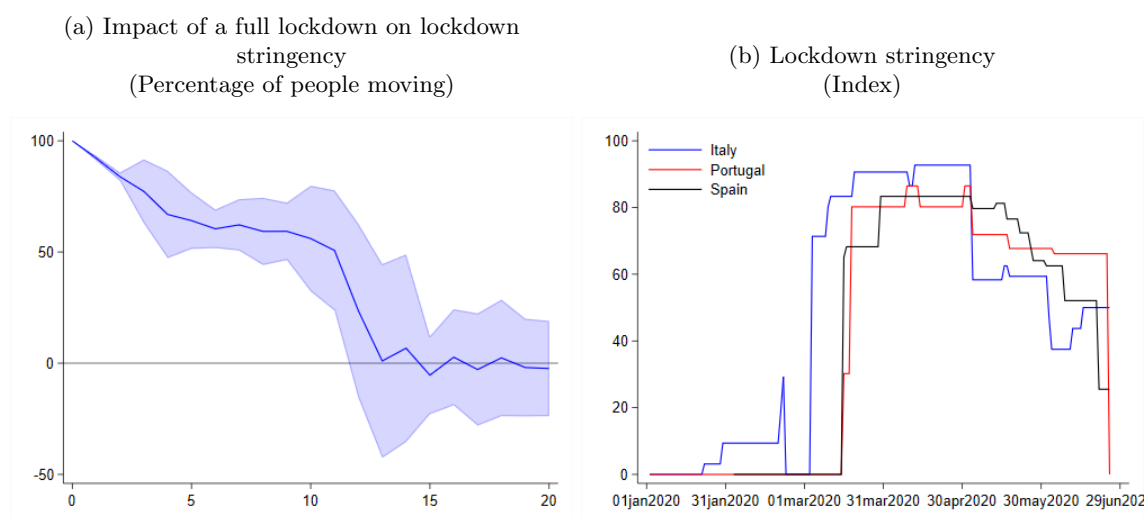 (a) Impact of a full lockdown on lockdown
stringency
(Percentage of people moving)
100
50
0
-50
0 5 10 15 20
(b) Lockdown stringency
(Index)
100
80
60
40
20
0
Italy
Portugal
Spain
01jan2020 31jan2020 01mar2020 31mar2020 30apr2020 30may2020 29jun202